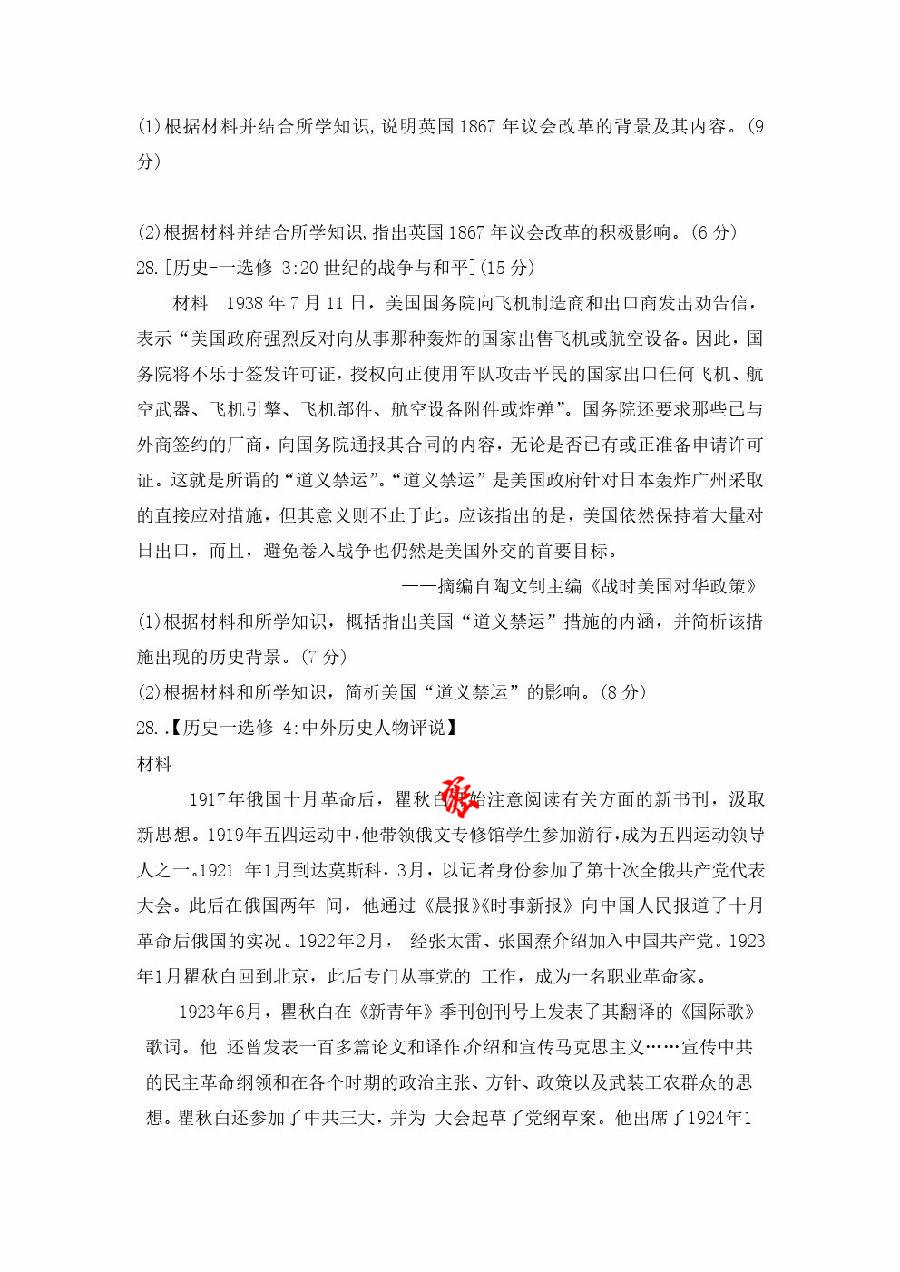 (1)根据材料并结合所学知识,说明英国1867年议会改革的背景及其内容。(9
分)
(2)根据材料并结合所学知识,指出英国1867年议会改革的积极影响。(6分)
28.[历史-一选修 3:20世纪的战争与和平](15分)
材料 1938年7月11日，美国国务院向飞机制造商和出口商发出劝告信，
表示“美国政府强烈反对向从事那种轰炸的国家出售飞机或航空设备。因此，国
务院将不乐于签发许可证，授权向正使用军队攻击平民的国家出口任何飞机、航
空武器、飞机引擎、飞机部件、航空设备附件或炸弹”。国务院还要求那些已与
外商签约的厂商，向国务院通报其合同的内容，无论是否已有或正准备申请许可
证。这就是所谓的“道义禁运”。“道义禁运”是美国政府针对日本轰炸广州采取
的直接应对措施，但其意义则不止于此。应该指出的是，美国依然保持着大量对
日出口，而且，避免卷入战争也仍然是美国外交的首要目标。
——摘编自陶文钊主编《战时美国对华政策》
(1)根据材料和所学知识，概括指出美国“道义禁运”措施的内涵，并简析该措
施出现的历史背景。(7分)
(2)根据材料和所学知识，简析美国“道义禁运”的影响。(8分)
28..【历史一选修 4:中外历史人物评说】
材料
1917年俄国十月革命后，瞿秋白开始注意阅读有关方面的新书刊，汲取
新思想。1919年五四运动中,他带领俄文专修馆学生参加游行,成为五四运动领导
人之一。1921 年1月到达莫斯科．3月，以记者身份参加了第十次全俄共产党代表
大会。此后在俄国两年 间，他通过《晨报》《时事新报》向中国人民报道了十月
革命后俄国的实况。1922年2月， 经张太雷、张国焘介绍加入中国共产党。1923
年1月瞿秋白回到北京，此后专门从事党的 工作，成为一名职业革命家。
1923年6月，瞿秋白在《新青年》季刊创刊号上发表了其翻译的《国际歌》
歌词。他 还曾发表一百多篇论文和译作,介绍和宣传马克思主义……宣传中共
的民主革命纲领和在各个时期的政治主张、方针、政策以及武装工农群众的思
想。瞿秋白还参加了中共三大，并为 大会起草了党纲草案。他出席了1924年1